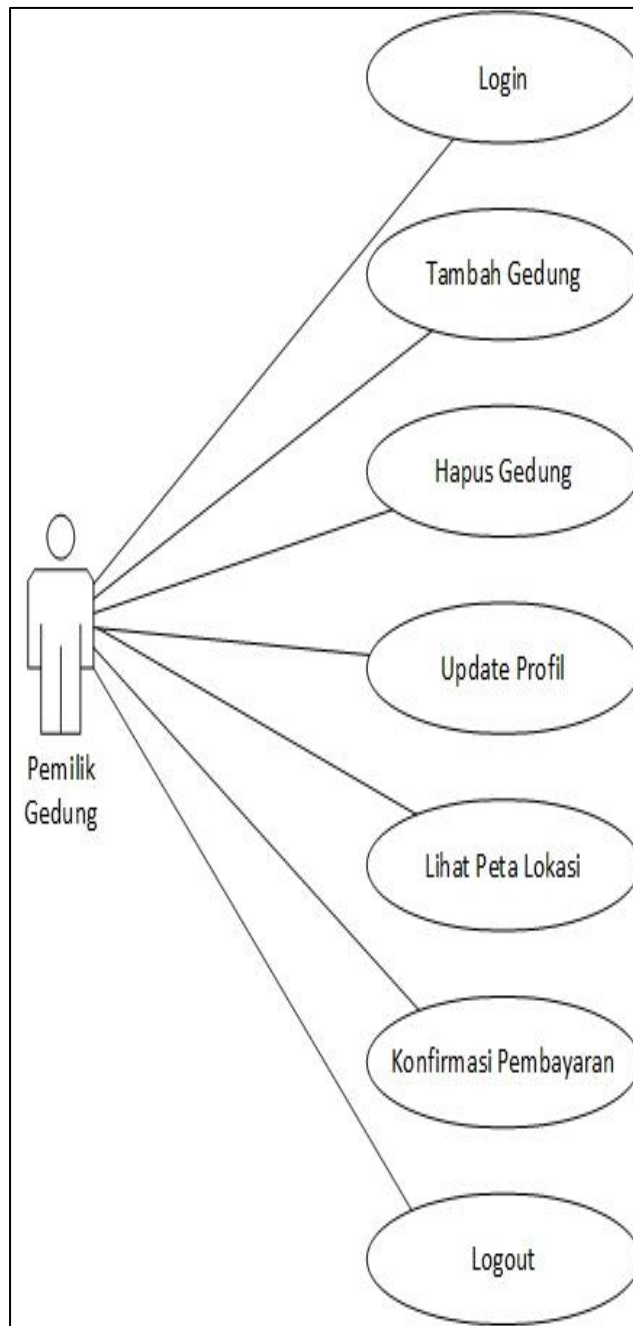 Login
Tambah Gedung
Hapus Gedung
Update Profil
Pemilik
Gedung
Lihat Peta Lokasi
Konfirmasi Pembayaran
Logout